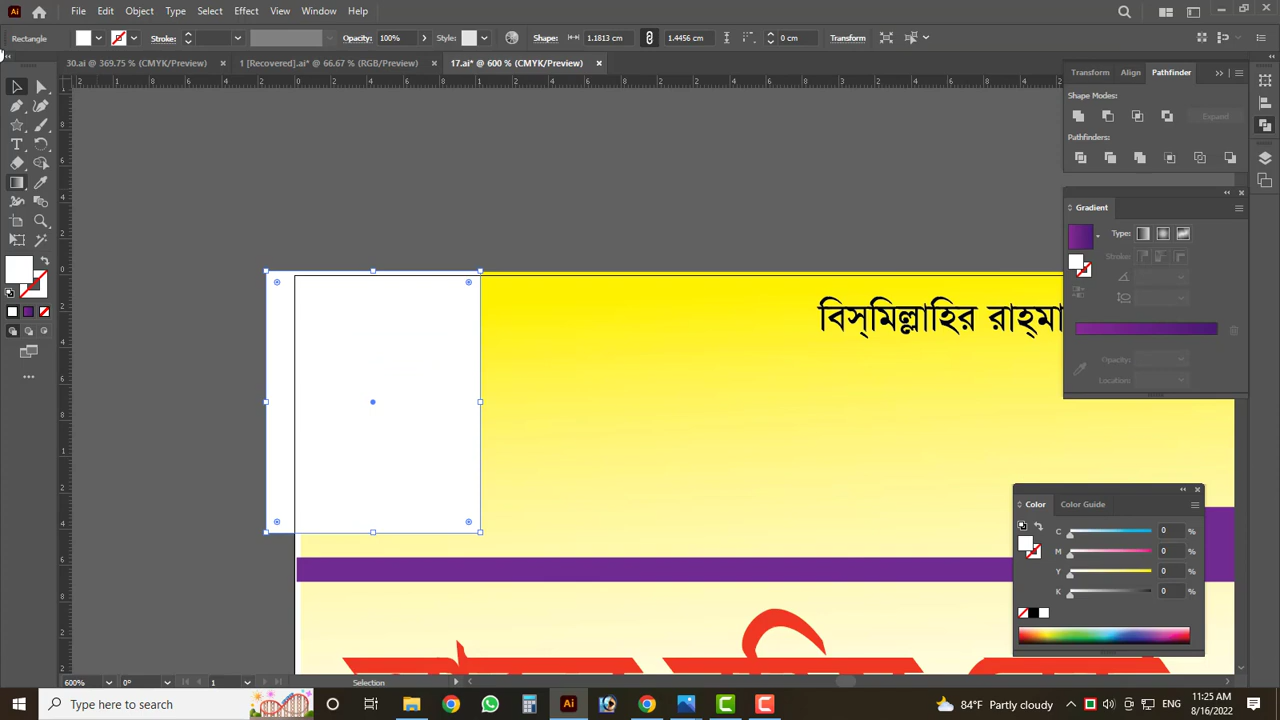 File Edit Object Type Select Effect View Window Help
Rectangle Stroke: Opacity: 100% Style: Shape: 1.1813 cm 1.4456 cm 0 cm Transform
30.ai @ 369.75 % (CMYK/Preview) 1 [Recovered].ai* @ 66.67 % (RGB/Preview) 17.ai* @ 600 % (CMYK/Preview)
Transform Align Pathfinder
Shape Modes:
Expand
Pathfinders:
Gradient
Type:
Stroke:
বিস্‌মিল্লাহির রাহ্‌মা
Opacity:
Location:
Color Color Guide
C 0 %
M 0 %
Y 0 %
K 0 %
600% 0° 1 Selection
Type here to search
84°F Partly cloudy
ENG
11:25 AM
8/16/2022